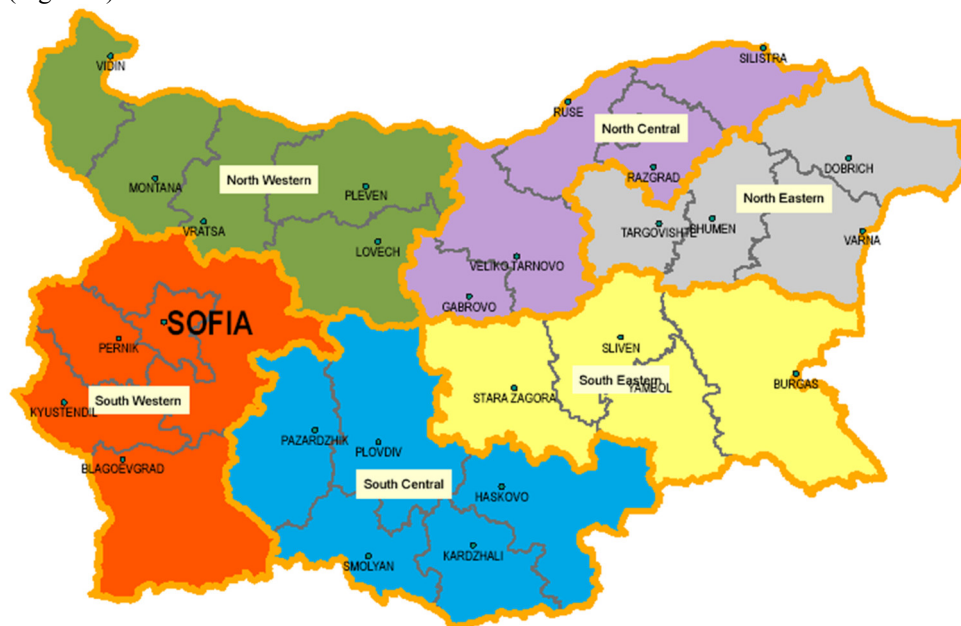 VIDIN
SILISTRA
RUSE
North Central
RAZGRAD
DOBRICH
North Western
MONTANA
PLEVEN
North Eastern
VRATSA
TARGOVISHTE
SHUMEN
VARNA
LOVECH
VELIKO TARNOVO
GABROVO
SOFIA
PERNIK
SLIVEN
South Eastern
YAMBOL
BURGAS
STARA ZAGORA
South Western
KYUSTENDIL
PAZARDZHIK
PLOVDIV
BLAGOEVGRAD
South Central
HASKOVO
KARDZHALI
SMOLYAN